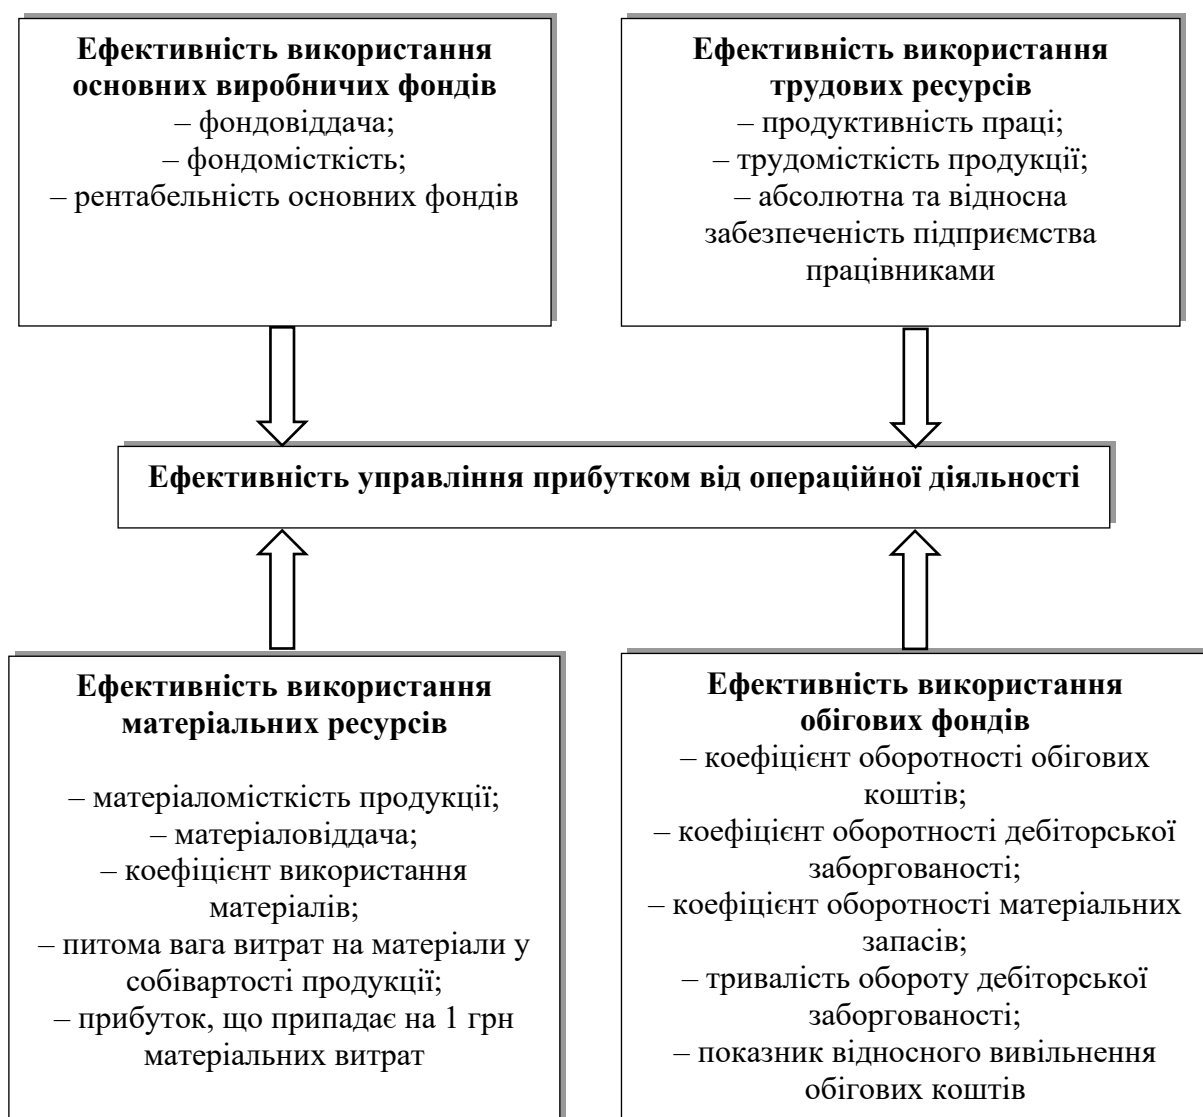 Ефективність використання
основних виробничих фондів
– фондовіддача;
– фондомісткість;
– рентабельність основних фондів
Ефективність використання
трудових ресурсів
– продуктивність праці;
– трудомісткість продукції;
– абсолютна та відносна
забезпеченість підприємства
працівниками
Ефективність управління прибутком від операційної діяльності
Ефективність використання
матеріальних ресурсів
– матеріаломісткість продукції;
– матеріаловіддача;
– коефіцієнт використання
матеріалів;
– питома вага витрат на матеріали у
собівартості продукції;
– прибуток, що припадає на 1 грн
матеріальних витрат
Ефективність використання
обігових фондів
– коефіцієнт оборотності обігових
коштів;
– коефіцієнт оборотності дебіторської
заборгованості;
– коефіцієнт оборотності матеріальних
запасів;
– тривалість обороту дебіторської
заборгованості;
– показник відносного вивільнення
обігових коштів